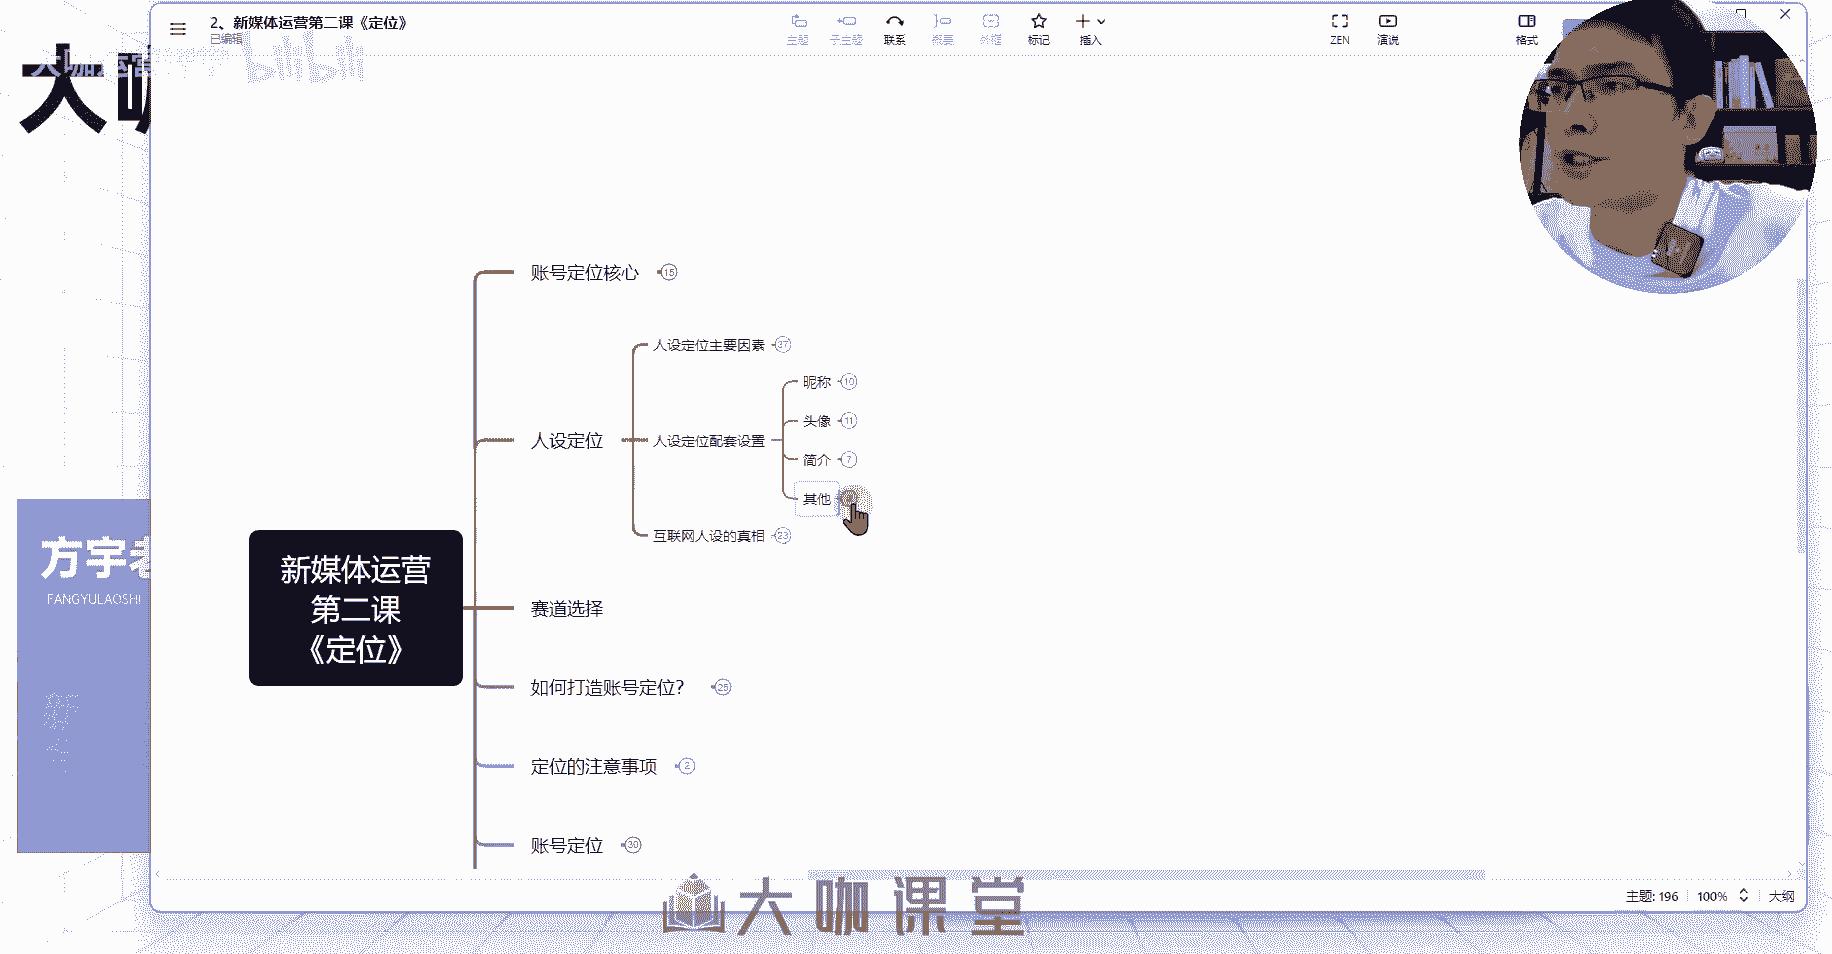 2、新媒体运营第二课《定位》
已编辑
主题
子主题
联系
概要
外框
标记
插入
ZEN
演说
格式
大咖运营
bilibili
大咖
账号定位核心 15
人设定位主要因素 37
昵称 10
头像 11
人设定位
人设定位配套设置
简介 7
其他
互联网人设的真相 23
方宇老
FANGYULAOSHI
新媒体运营
第二课
《定位》
赛道选择
如何打造账号定位？ 25
定位的注意事项 2
账号定位 30
大咖课堂
主题: 196
100%
大纲